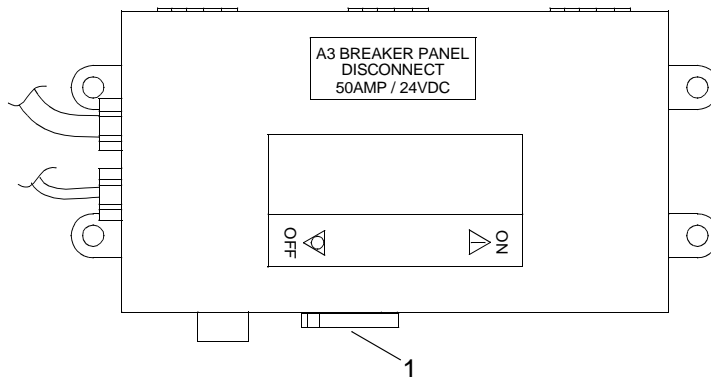 A3 BREAKER PANEL
DISCONNECT
50AMP / 24VDC
OFF
ON
1